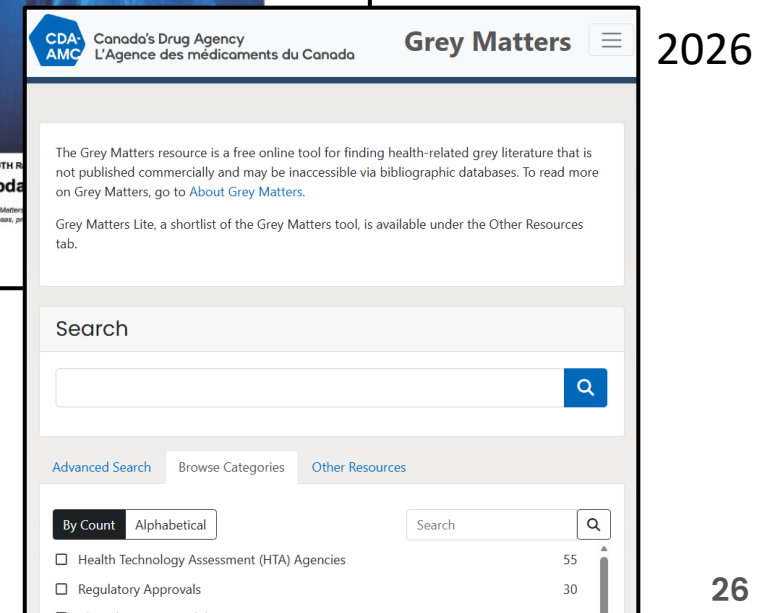 CDA-
AMC
Canada's Drug Agency
L'Agence des médicaments du Canada
Grey Matters
2026
The Grey Matters resource is a free online tool for finding health-related grey literature that is
not published commercially and may be inaccessible via bibliographic databases. To read more
on Grey Matters, go to About Grey Matters.
Grey Matters Lite, a shortlist of the Grey Matters tool, is available under the Other Resources
tab.
Search
Advanced Search Browse Categories Other Resources
By Count Alphabetical Search
Health Technology Assessment (HTA) Agencies 55
Regulatory Approvals 30
26